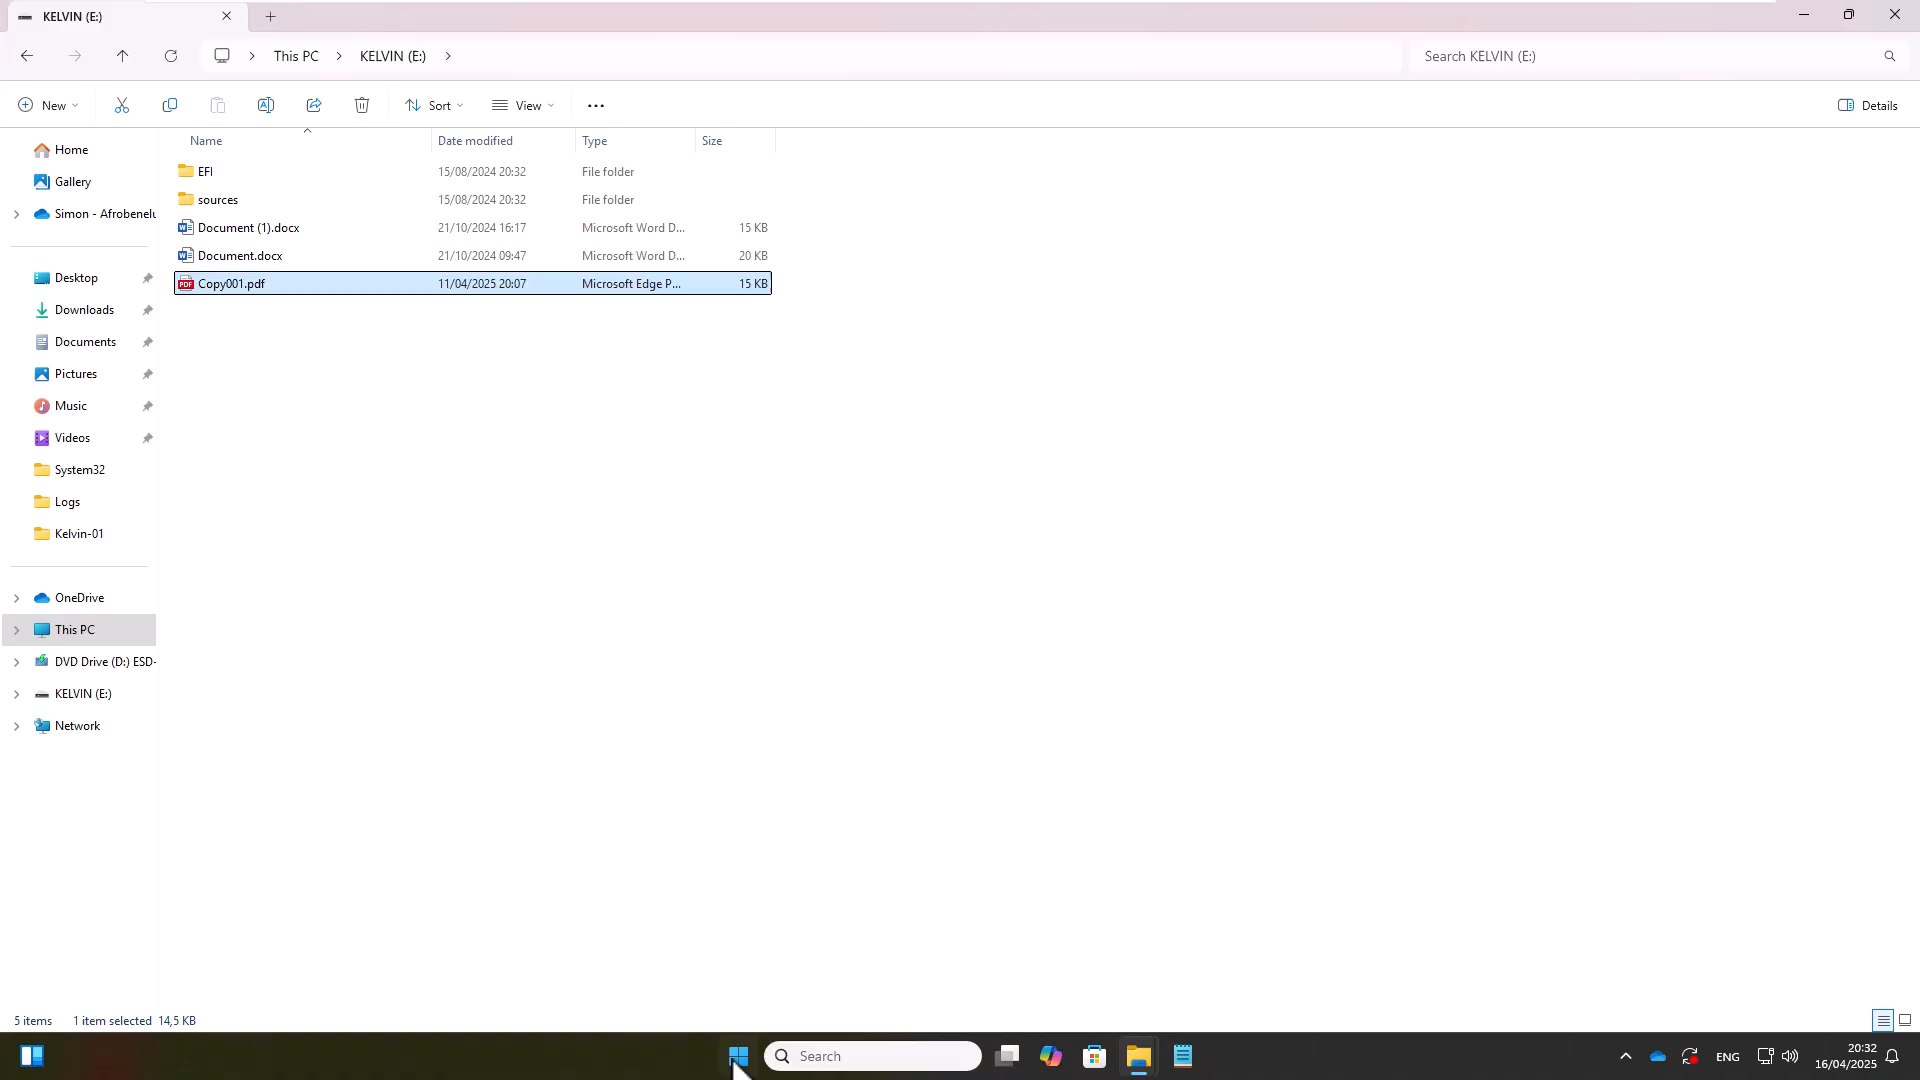 KELVIN (E:)
This PC
KELVIN (E:)
Search KELVIN (E:)
New
Sort
View
Details
Name
Date modified
Type
Size
EFI
15/08/2024 20:32
File folder
sources
15/08/2024 20:32
File folder
Document (1).docx
21/10/2024 16:17
Microsoft Word D...
15 KB
Document.docx
21/10/2024 09:47
Microsoft Word D...
20 KB
PDF
Copy001.pdf
11/04/2025 20:07
Microsoft Edge P...
15 KB
Home
Gallery
Simon - Afrobenelu
Desktop
Downloads
Documents
Pictures
Music
Videos
System32
Logs
Kelvin-01
OneDrive
This PC
DVD Drive (D:) ESD-
KELVIN (E:)
Network
5 items
1 item selected 14,5 KB
Search
ENG
20:32
16/04/2025